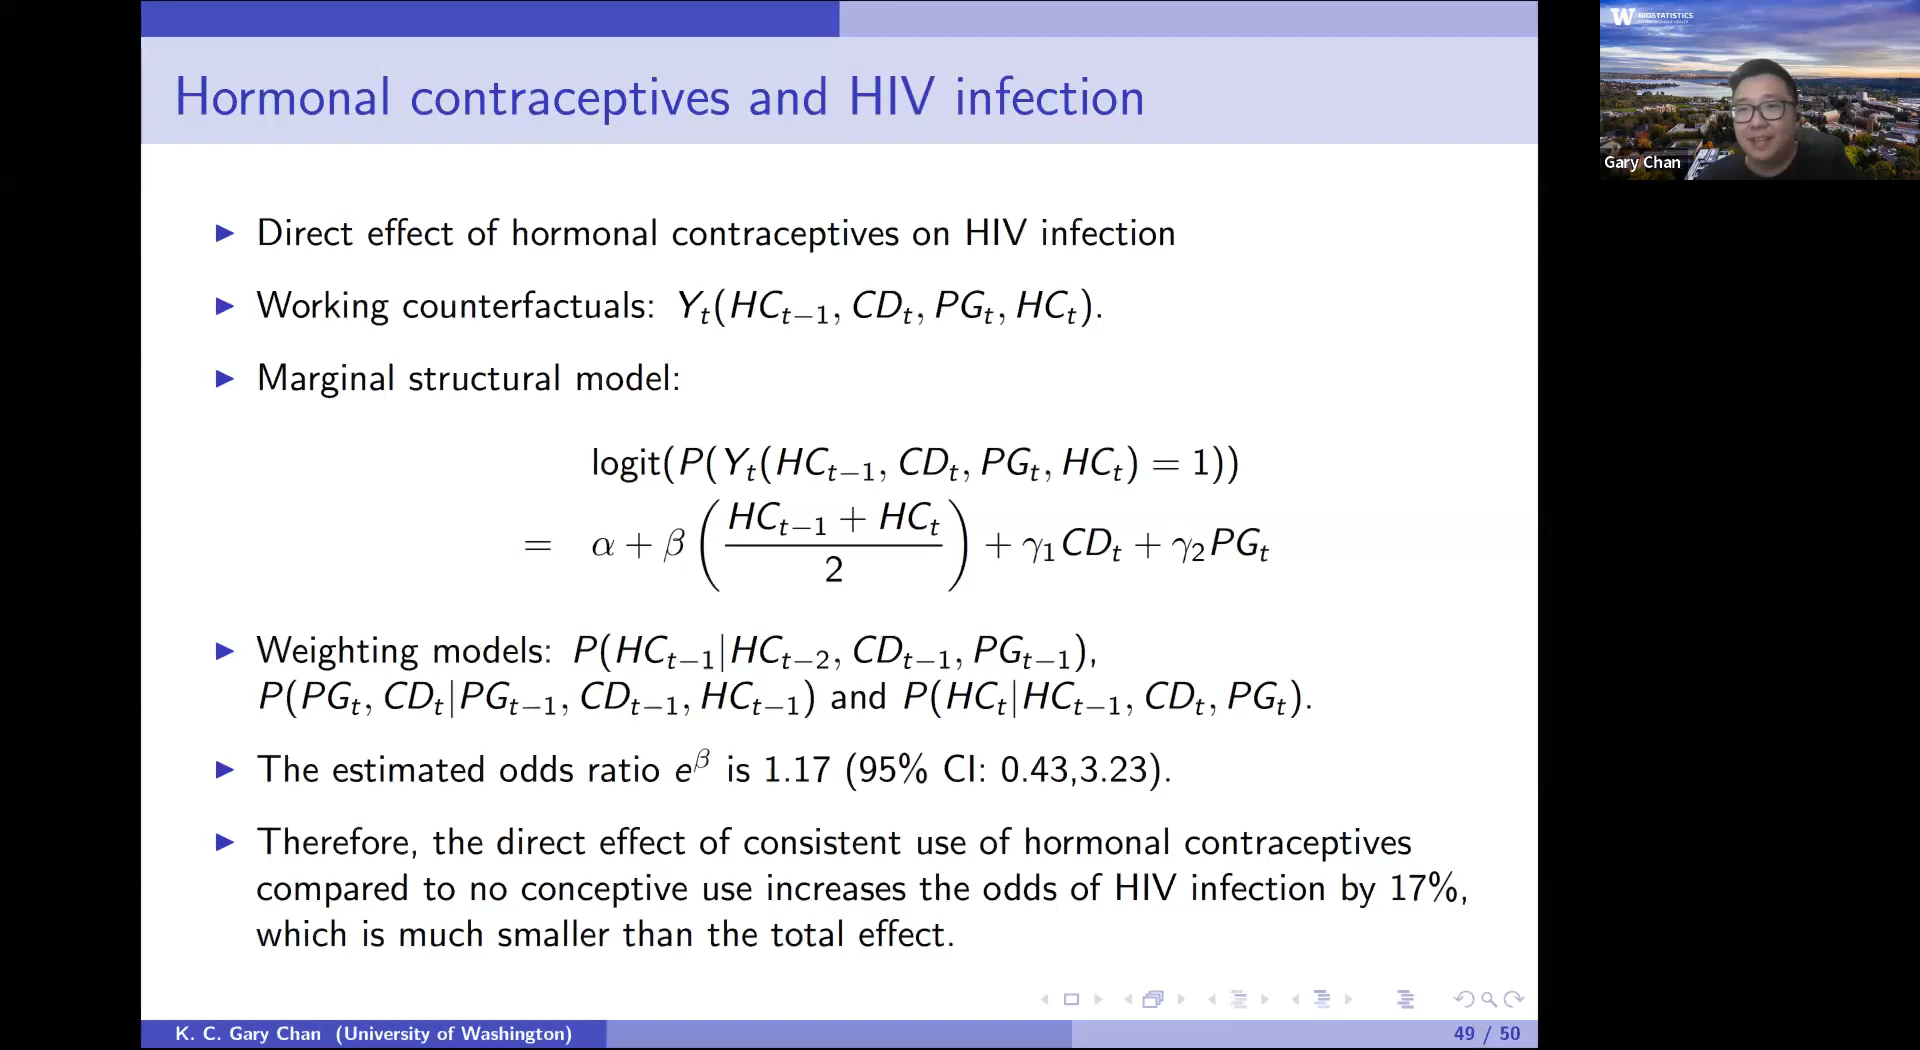 Hormonal contraceptives and HIV infection
Direct effect of hormonal contraceptives on HIV infection
Working counterfactuals: Y_t(HC_{t−1}, CD_t, PG_t, HC_t).
Marginal structural model:
logit(P(Y_t(HC_{t−1}, CD_t, PG_t, HC_t) = 1))
= α + β((HC_{t−1} + HC_t)/2) + γ_1CD_t + γ_2PG_t
Weighting models: P(HC_{t−1}|HC_{t−2}, CD_{t−1}, PG_{t−1}),
P(PG_t, CD_t|PG_{t−1}, CD_{t−1}, HC_{t−1}) and P(HC_t|HC_{t−1}, CD_t, PG_t).
The estimated odds ratio e^β is 1.17 (95% CI: 0.43,3.23).
Therefore, the direct effect of consistent use of hormonal contraceptives
compared to no conceptive use increases the odds of HIV infection by 17%,
which is much smaller than the total effect.
K. C. Gary Chan (University of Washington)
49 / 50
W BIOSTATISTICS
Gary Chan